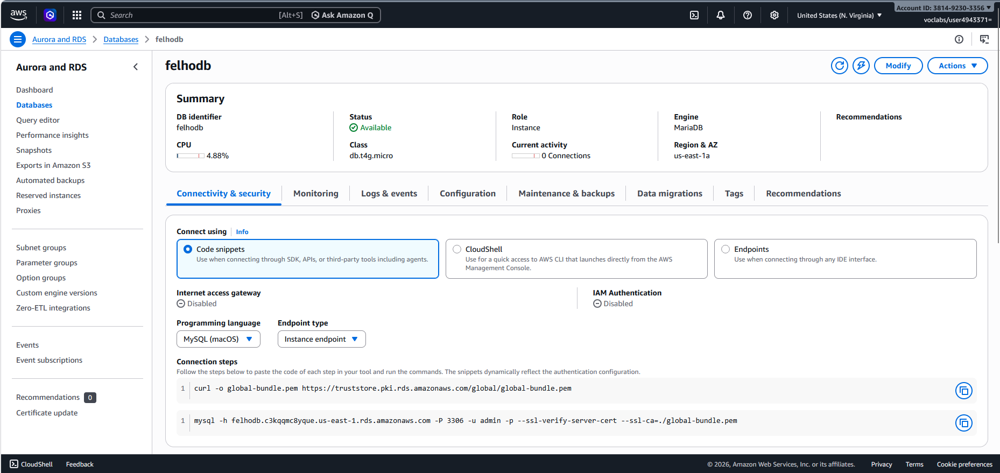 aws
Search
[Alt+S]
Ask Amazon Q
United States (N. Virginia)
Account ID: 3814-9230-3356
voclabs/user4943371=
Aurora and RDS
Databases
felhodb
Aurora and RDS
Dashboard
Databases
Query editor
Performance insights
Snapshots
Exports in Amazon S3
Automated backups
Reserved instances
Proxies
Subnet groups
Parameter groups
Option groups
Custom engine versions
Zero-ETL integrations
Events
Event subscriptions
Recommendations 0
Certificate update
felhodb
Modify
Actions
Summary
DB identifier
felhodb
Status
Available
Role
Instance
Engine
MariaDB
Recommendations
CPU
4.88%
Class
db.t4g.micro
Current activity
0 Connections
Region & AZ
us-east-1a
Connectivity & security
Monitoring
Logs & events
Configuration
Maintenance & backups
Data migrations
Tags
Recommendations
Connect using
Info
Code snippets
Use when connecting through SDK, APIs, or third-party tools including agents.
CloudShell
Use for a quick access to AWS CLI that launches directly from the AWS
Management Console.
Endpoints
Use when connecting through any IDE interface.
Internet access gateway
Disabled
IAM Authentication
Disabled
Programming language
MySQL (macOS)
Endpoint type
Instance endpoint
Connection steps
Follow the steps below to paste the code of each step in your tool and run the commands. The snippets dynamically reflect the authentication configuration.
1 curl -o global-bundle.pem https://truststore.pki.rds.amazonaws.com/global/global-bundle.pem
1 mysql -h felhodb.c3kqqmc8yque.us-east-1.rds.amazonaws.com -P 3306 -u admin -p --ssl-verify-server-cert --ssl-ca=./global-bundle.pem
CloudShell
Feedback
© 2026, Amazon Web Services, Inc. or its affiliates.
Privacy
Terms
Cookie preferences